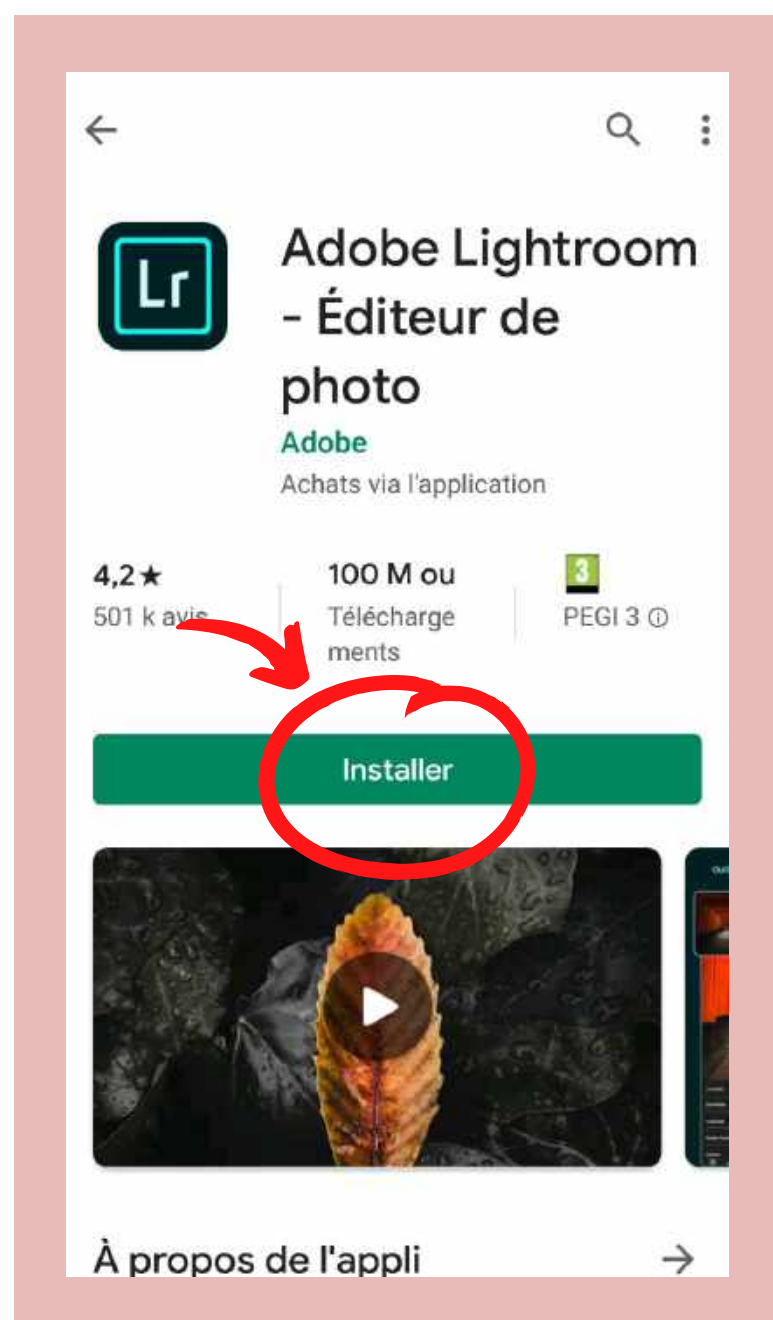 Lr
Adobe Lightroom
- Éditeur de
photo
Adobe
Achats via l'application
4,2★
501 k avis
100 M ou
Télécharge
ments
3
PEGI 3
Installer
À propos de l'appli